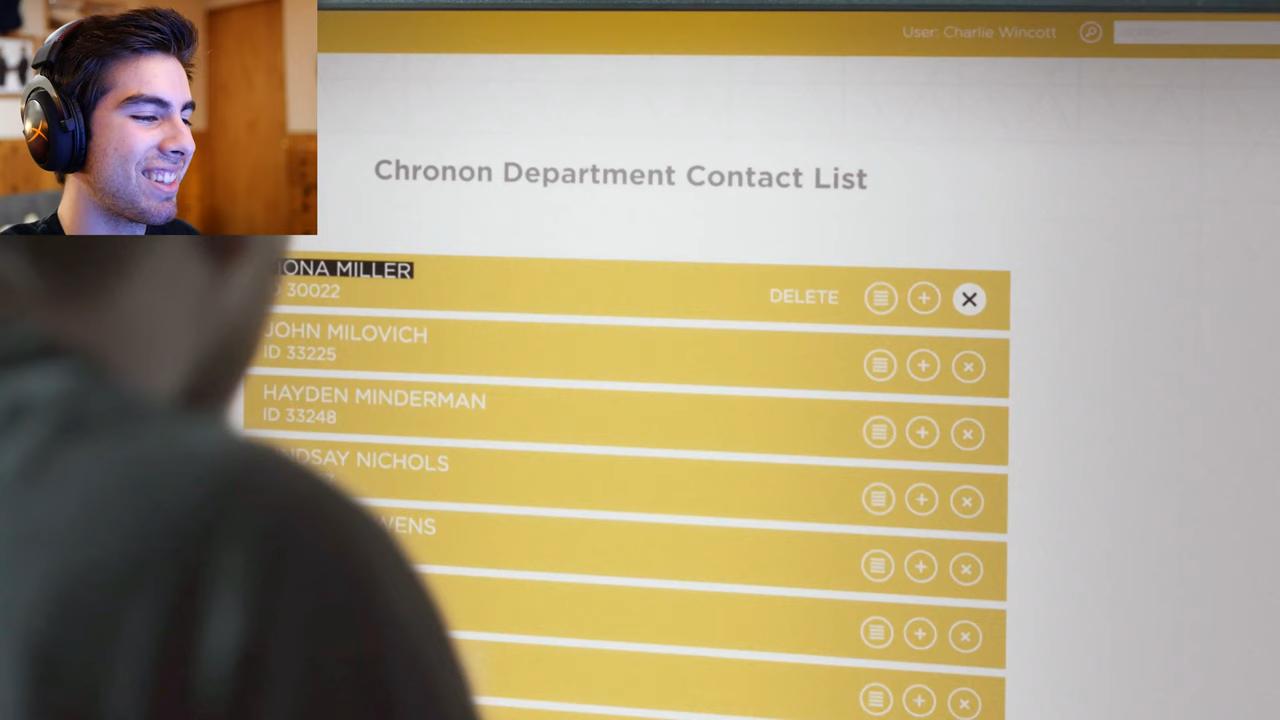 User: Charlie Wincott
Chronon Department Contact List
IONA MILLER
30022
DELETE
JOHN MILOVICH
ID 33225
HAYDEN MINDERMAN
ID 33248
NDSAY NICHOLS
WENS